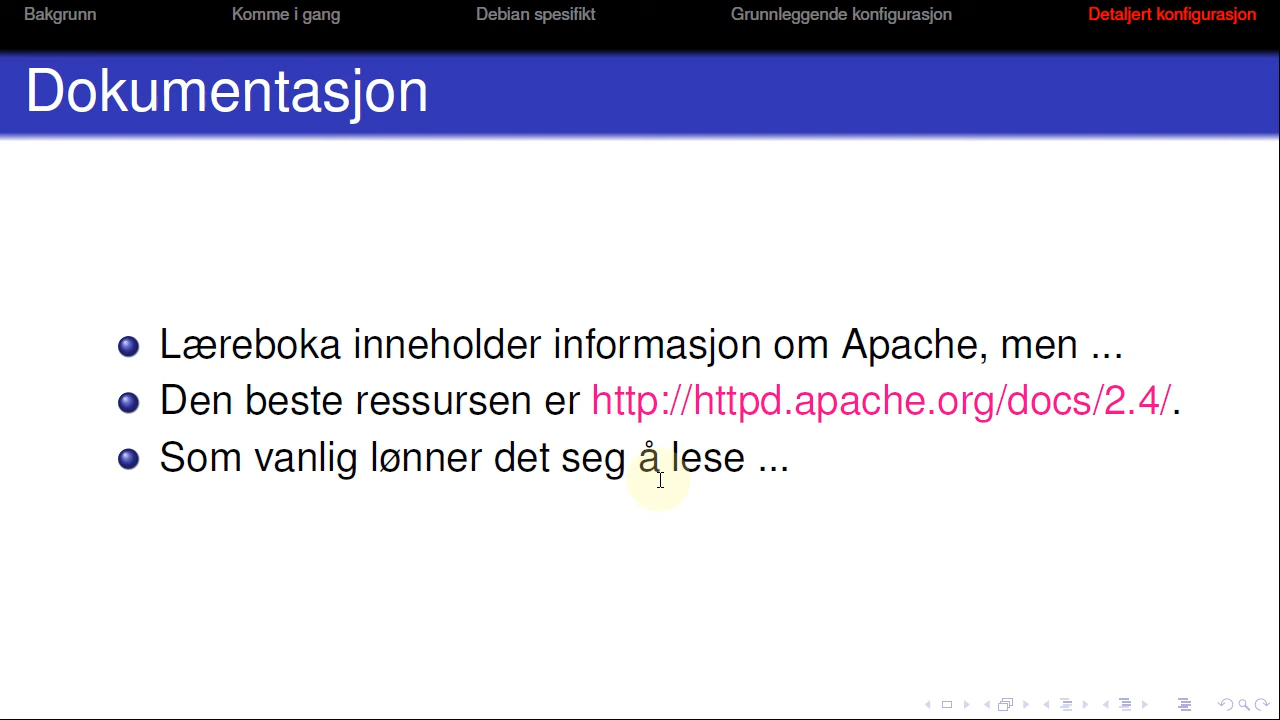 Bakgrunn Komme i gang Debian spesifikt Grunnleggende konfigurasjon Detaljert konfigurasjon
Dokumentasjon
Læreboka inneholder informasjon om Apache, men ...
Den beste ressursen er http://httpd.apache.org/docs/2.4/.
Som vanlig lønner det seg å lese ...